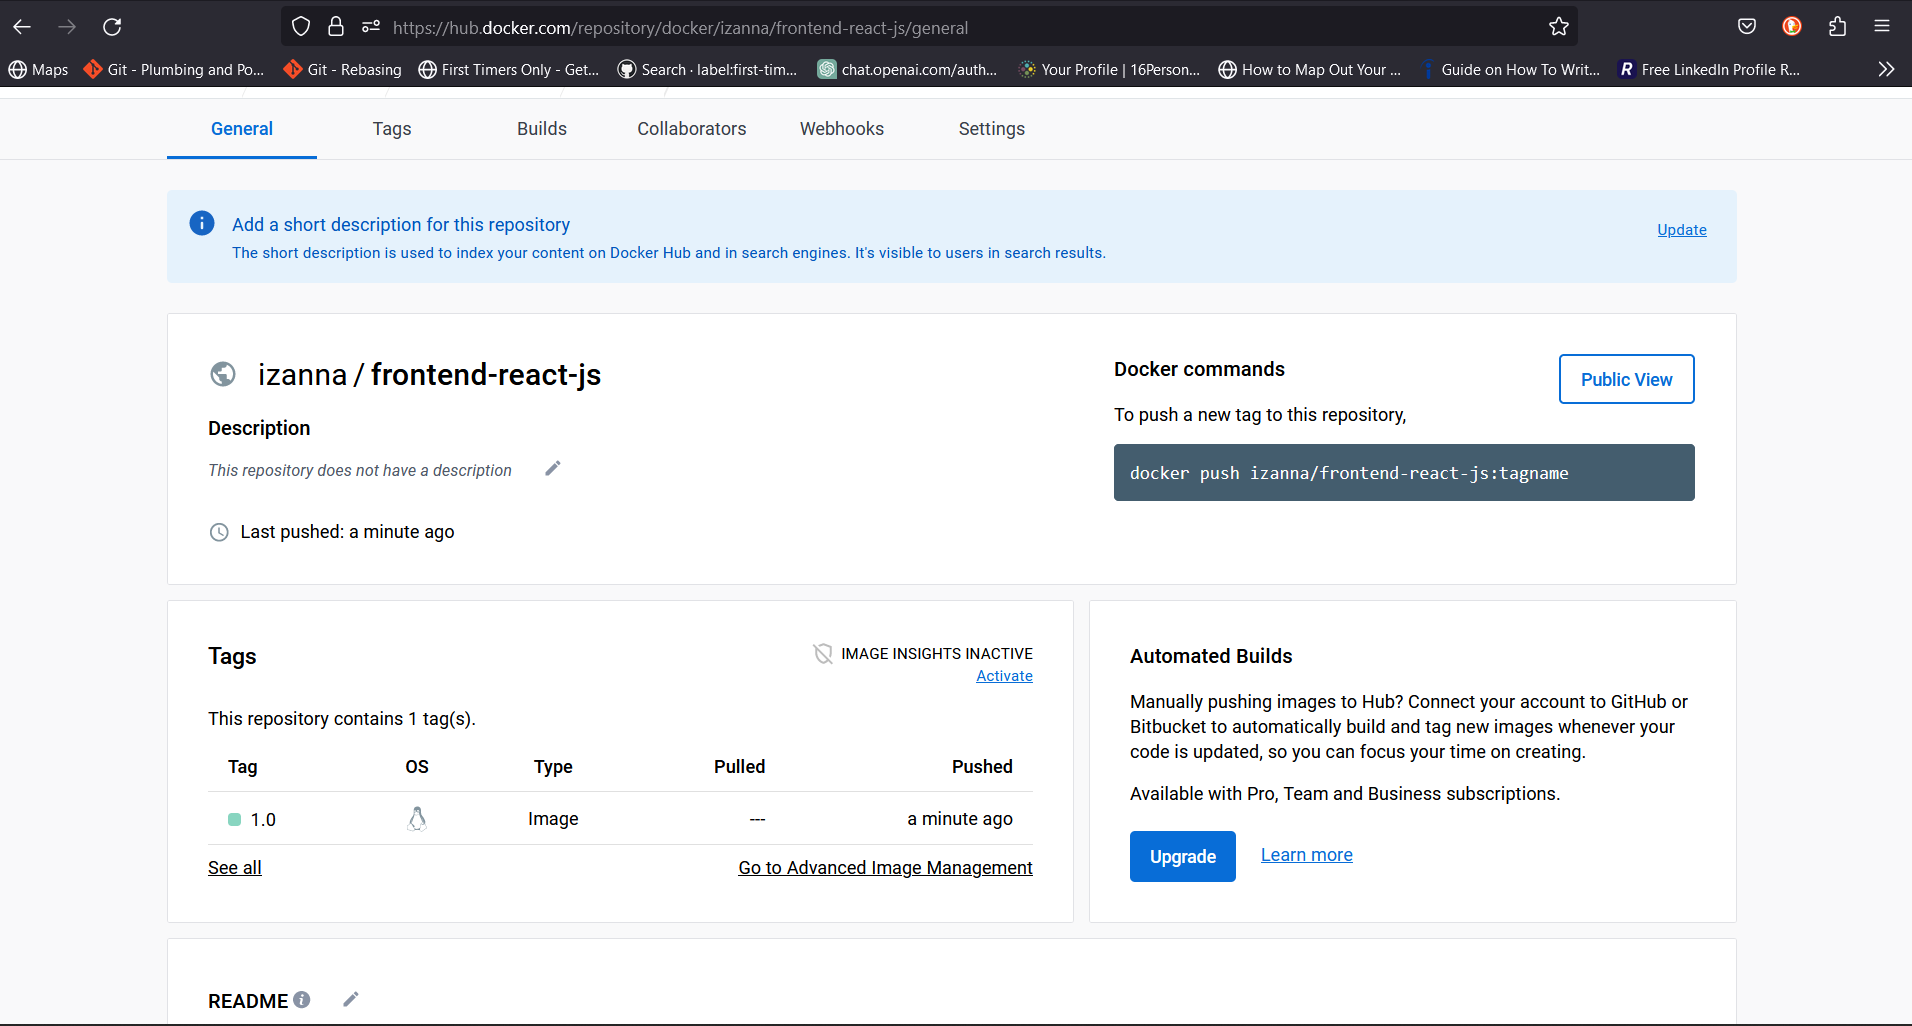 https://hub.docker.com/repository/docker/izanna/frontend-react-js/general
Maps
Git - Plumbing and Po...
Git - Rebasing
First Timers Only - Get...
Search · label:first-tim...
chat.openai.com/auth...
Your Profile | 16Person...
How to Map Out Your ...
Guide on How To Writ...
R Free LinkedIn Profile R...
General
Tags
Builds
Collaborators
Webhooks
Settings
Add a short description for this repository
Update
The short description is used to index your content on Docker Hub and in search engines. It's visible to users in search results.
izanna / frontend-react-js
Description
This repository does not have a description
Last pushed: a minute ago
Docker commands
Public View
To push a new tag to this repository,
docker push izanna/frontend-react-js:tagname
Tags
IMAGE INSIGHTS INACTIVE
Activate
This repository contains 1 tag(s).
Tag OS Type Pulled Pushed
1.0 Image --- a minute ago
See all
Go to Advanced Image Management
Automated Builds
Manually pushing images to Hub? Connect your account to GitHub or
Bitbucket to automatically build and tag new images whenever your
code is updated, so you can focus your time on creating.
Available with Pro, Team and Business subscriptions.
Upgrade
Learn more
README